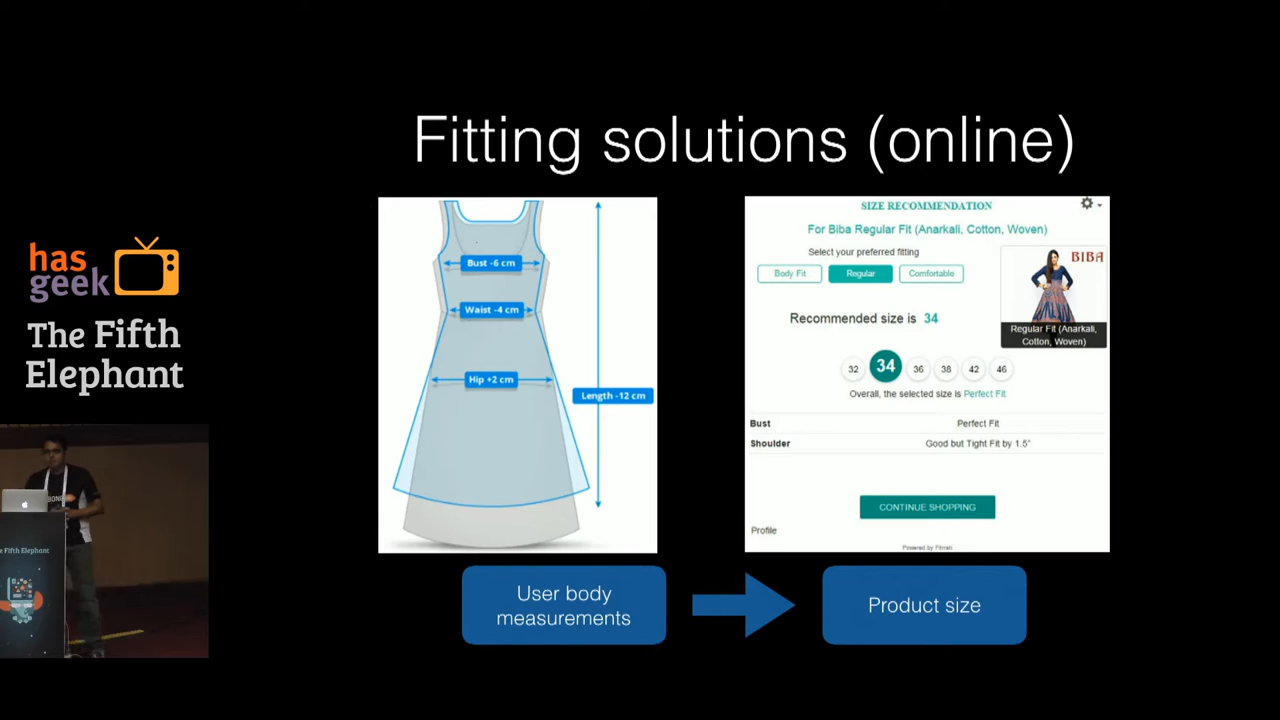 Fitting solutions (online)
has
geek
The Fifth
Elephant
Bust -6 cm
Waist -4 cm
Hip +2 cm
Length -12 cm
SIZE RECOMMENDATION
For Biba Regular Fit (Anarkali, Cotton, Woven)
Select your preferred fitting
Body Fit
Regular
Comfortable
BIBA
Regular Fit (Anarkali,
Cotton, Woven)
Recommended size is 34
32
34
36
38
42
46
Overall, the selected size is Perfect Fit
Bust Perfect Fit
Shoulder Good but Tight Fit by 1.5"
CONTINUE SHOPPING
Profile
Powered by
User body
measurements
Product size
e Fifth Elephant